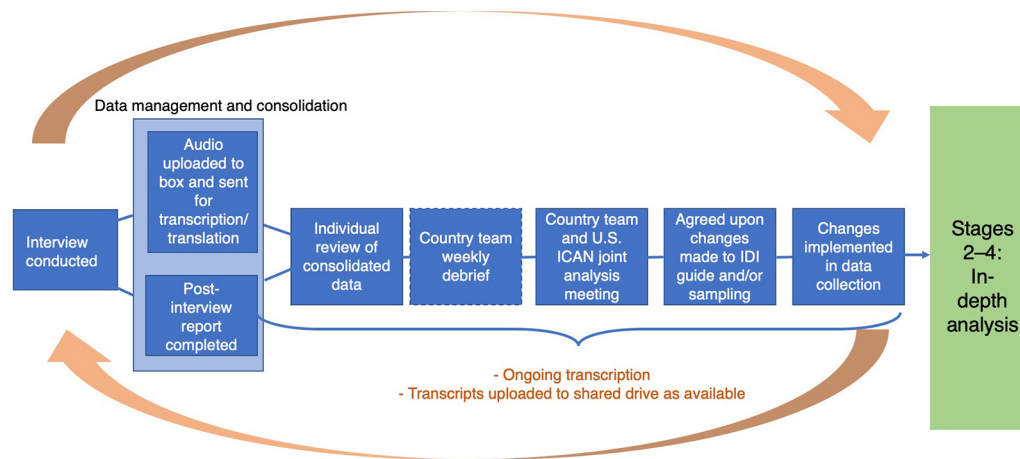 Data management and consolidation
Audio
uploaded to
box and sent
for
transcription/
translation
Interview
conducted
Post-
interview
report
completed
Individual
review of
consolidated
data
Country team
weekly
debrief
Country team
and U.S.
ICAN joint
analysis
meeting
Agreed upon
changes
made to IDI
guide and/or
sampling
Changes
implemented
in data
collection
Stages
2–4:
In-
depth
analysis
- Ongoing transcription
- Transcripts uploaded to shared drive as available